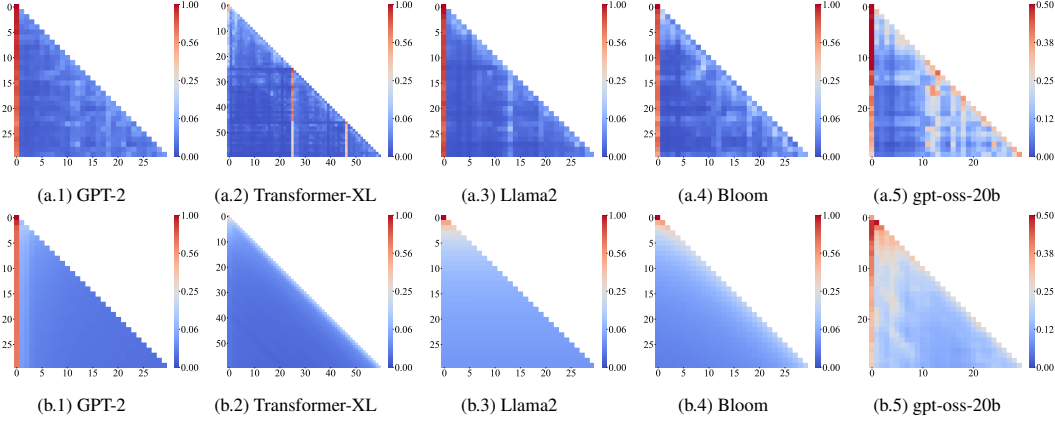 0 5 10 15 20 25
0 5 10 15 20 25
1.00 0.56 0.25 0.06 0.00
0 10 20 30 40 50
0 10 20 30 40 50
1.00 0.56 0.25 0.06 0.00
0 5 10 15 20 25
0 5 10 15 20 25
1.00 0.56 0.25 0.06 0.00
0 5 10 15 20 25
0 5 10 15 20 25
1.00 0.56 0.25 0.06 0.00
0 5 10 15 20 25
0 10 20
0.50 0.28 0.12 0.03 0.00
(a.1) GPT-2
(a.2) Transformer-XL
(a.3) Llama2
(a.4) Bloom
(a.5) gpt-oss-20b
0 5 10 15 20 25
0 5 10 15 20 25
1.00 0.56 0.25 0.06 0.00
0 10 20 30 40 50
0 10 20 30 40 50
1.00 0.56 0.25 0.06 0.00
0 5 10 15 20 25
0 5 10 15 20 25
1.00 0.56 0.25 0.06 0.00
0 5 10 15 20 25
0 5 10 15 20 25
1.00 0.56 0.25 0.06 0.00
0 5 10 15 20 25
0 10 20
0.50 0.28 0.12 0.03 0.00
(b.1) GPT-2
(b.2) Transformer-XL
(b.3) Llama2
(b.4) Bloom
(b.5) gpt-oss-20b